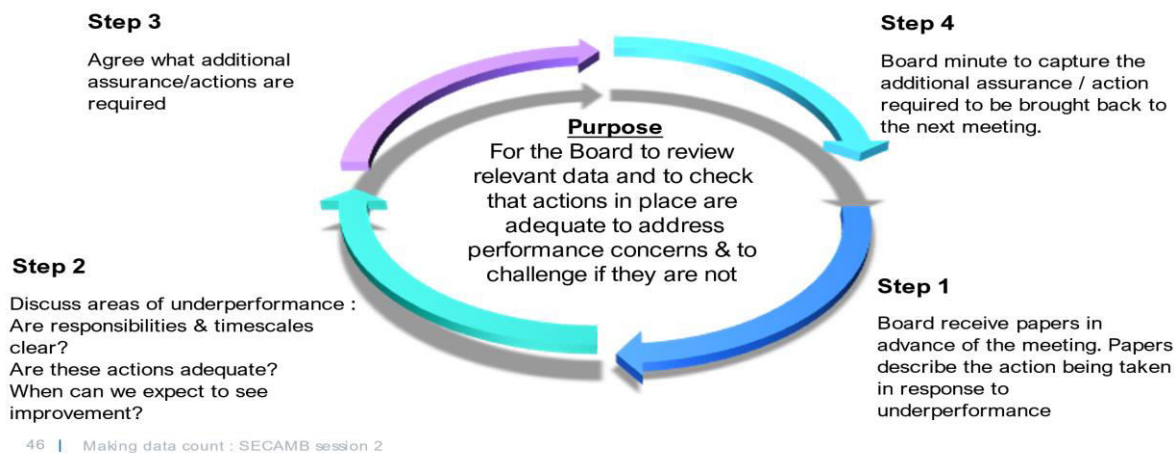 Step 3
Agree what additional
assurance/actions are
required
Step 4
Board minute to capture the
additional assurance / action
required to be brought back to
the next meeting.
Purpose
For the Board to review
relevant data and to check
that actions in place are
adequate to address
performance concerns & to
challenge if they are not
Step 2
Discuss areas of underperformance :
Are responsibilities & timescales
clear?
Are these actions adequate?
When can we expect to see
improvement?
Step 1
Board receive papers in
advance of the meeting. Papers
describe the action being taken
in response to
underperformance
46 | Making data count : SECAMB session 2